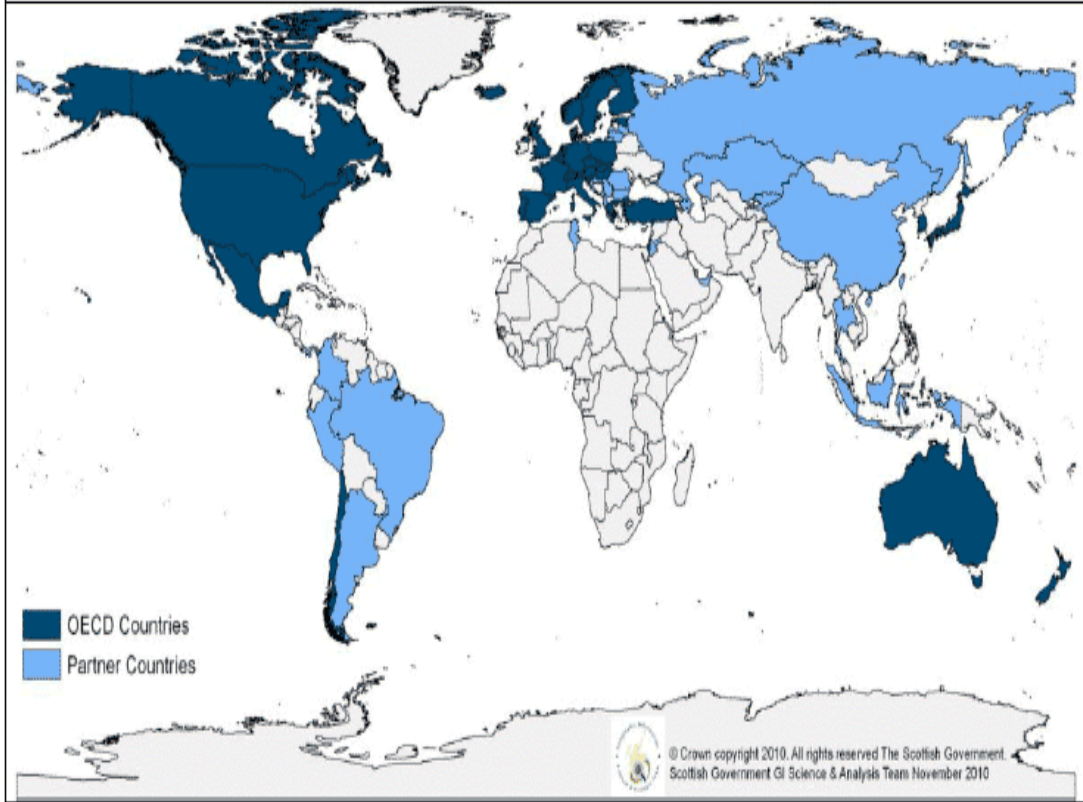 OECD Countries
Partner Countries
© Crown copyright 2010. All rights reserved The Scottish Government.
Scottish Government GI Science & Analysis Team November 2010